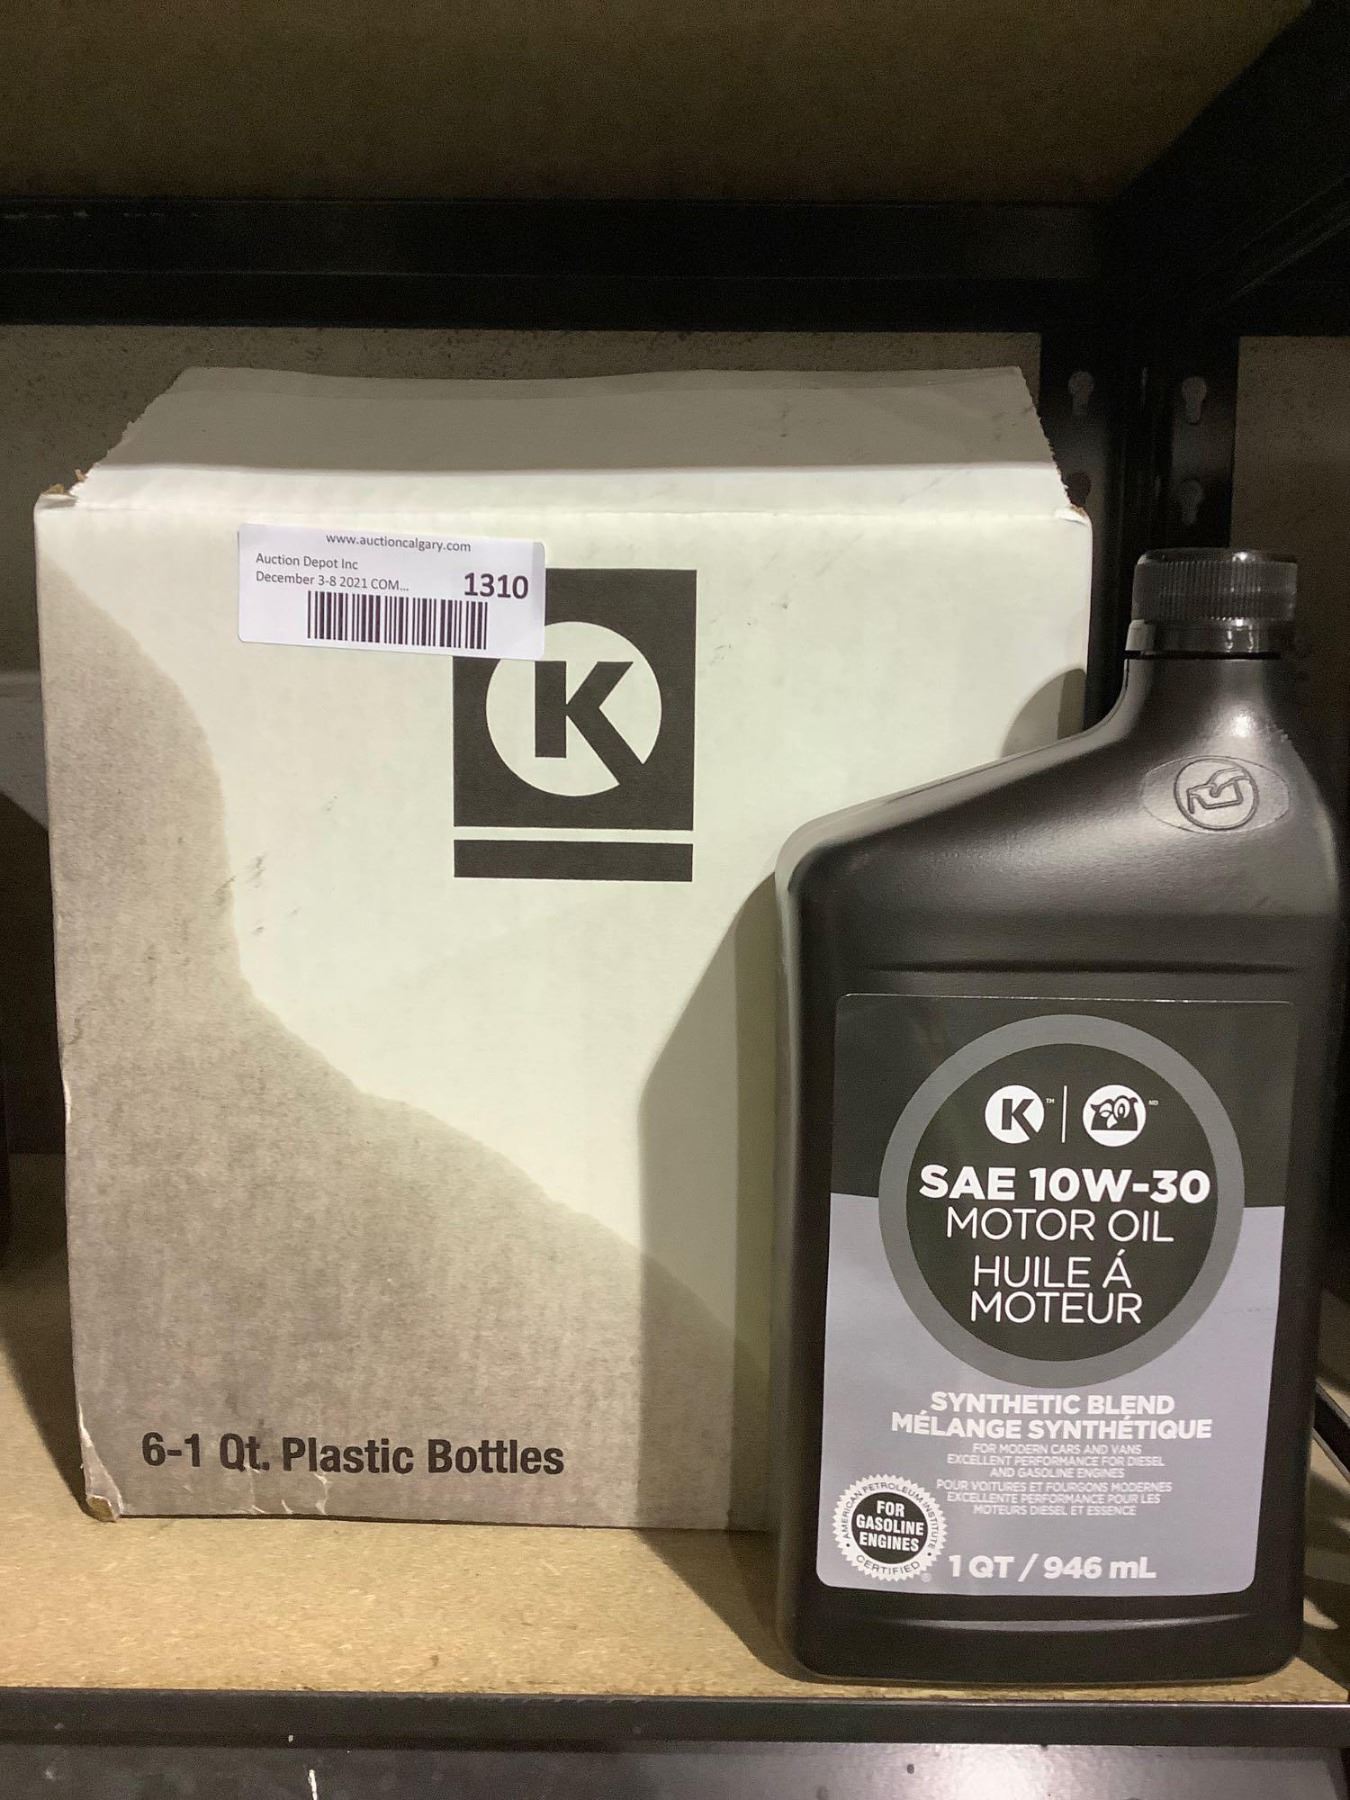 www.auctioncalgary.com
Auction Depot Inc
December 3-8 2021 COM... 1310
K
6-1 Qt. Plastic Bottles
K™ | ᴹᴰ
SAE 10W-30
MOTOR OIL
HUILE Á
MOTEUR
SYNTHETIC BLEND
MÉLANGE SYNTHÉTIQUE
FOR MODERN CARS AND VANS
EXCELLENT PERFORMANCE FOR DIESEL
AND GASOLINE ENGINES
POUR VOITURES ET FOURGONS MODERNES
EXCELLENTE PERFORMANCE POUR LES
MOTEURS DIESEL ET ESSENCE
AMERICAN PETROLEUM INSTITUTE
FOR
GASOLINE
ENGINES
CERTIFIED ®
1 QT / 946 mL